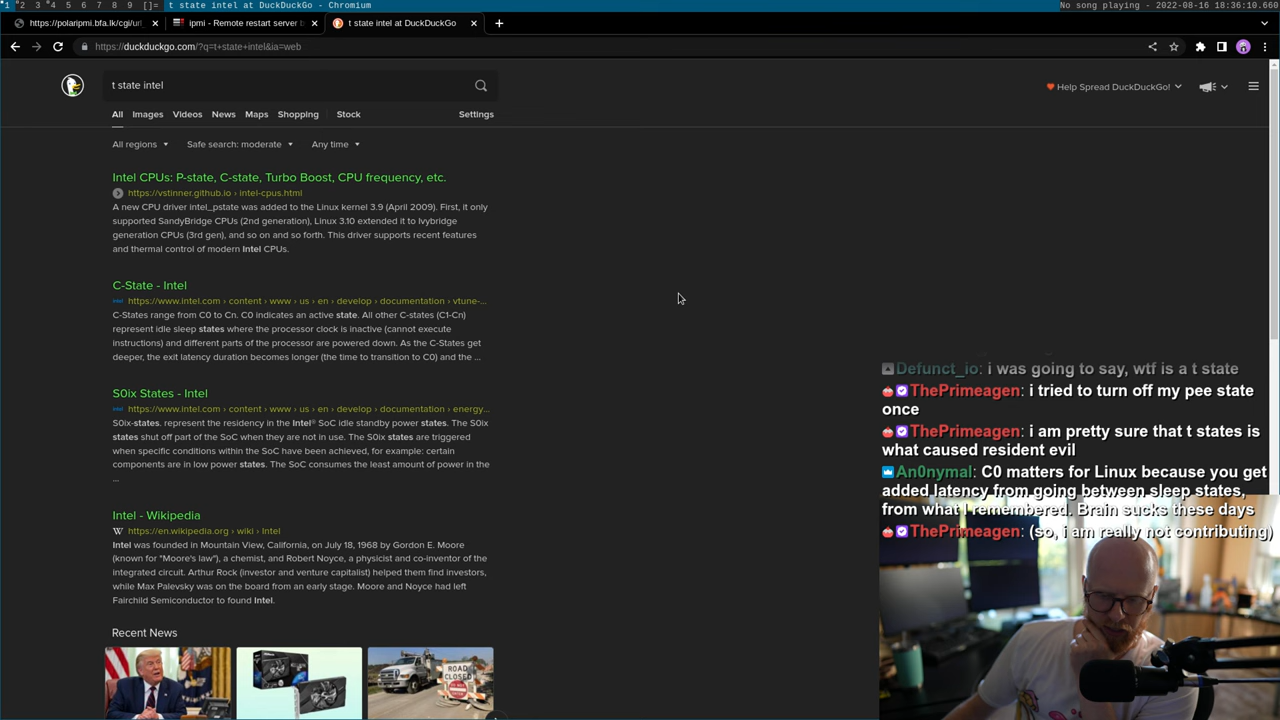 *1 *2 3 *4 5 6 7 8 9 []= t state intel at DuckDuckGo - Chromium
No song playing - 2022-08-16 18:36:10.660
https://polaripmi.bfa.lk/cgi/url
ipmi - Remote restart server t
t state intel at DuckDuckGo
https://duckduckgo.com/?q=t+state+intel&ia=web
t state intel
Help Spread DuckDuckGo!
All Images Videos News Maps Shopping Stock Settings
All regions Safe search: moderate Any time
Intel CPUs: P-state, C-state, Turbo Boost, CPU frequency, etc.
https://vstinner.github.io › intel-cpus.html
A new CPU driver intel_pstate was added to the Linux kernel 3.9 (April 2009). First, it only
supported SandyBridge CPUs (2nd generation), Linux 3.10 extended it to Ivybridge
generation CPUs (3rd gen), and so on and so forth. This driver supports recent features
and thermal control of modern Intel CPUs.
C-State - Intel
https://www.intel.com › content › www › us › en › develop › documentation › vtune-...
C-States range from C0 to Cn. C0 indicates an active state. All other C-states (C1-Cn)
represent idle sleep states where the processor clock is inactive (cannot execute
instructions) and different parts of the processor are powered down. As the C-States get
deeper, the exit latency duration becomes longer (the time to transition to C0) and the ...
S0ix States - Intel
https://www.intel.com › content › www › us › en › develop › documentation › energy...
S0ix-states. represent the residency in the Intel® SoC idle standby power states. The S0ix
states shut off part of the SoC when they are not in use. The S0ix states are triggered
when specific conditions within the SoC have been achieved, for example: certain
components are in low power states. The SoC consumes the least amount of power in the
...
Intel - Wikipedia
W https://en.wikipedia.org › wiki › Intel
Intel was founded in Mountain View, California, on July 18, 1968 by Gordon E. Moore
(known for "Moore's law"), a chemist, and Robert Noyce, a physicist and co-inventor of the
integrated circuit. Arthur Rock (investor and venture capitalist) helped them find investors,
while Max Palevsky was on the board from an early stage. Moore and Noyce had left
Fairchild Semiconductor to found Intel.
Recent News
ROAD
CLOSED
Defunct_io: i was going to say, wtf is a t state
ThePrimeagen: i tried to turn off my pee state
once
ThePrimeagen: i am pretty sure that t states is
what caused resident evil
An0nymal: C0 matters for Linux because you get
added latency from going between sleep states,
from what I remembered. Brain sucks these days
ThePrimeagen: (so, i am really not contributing)